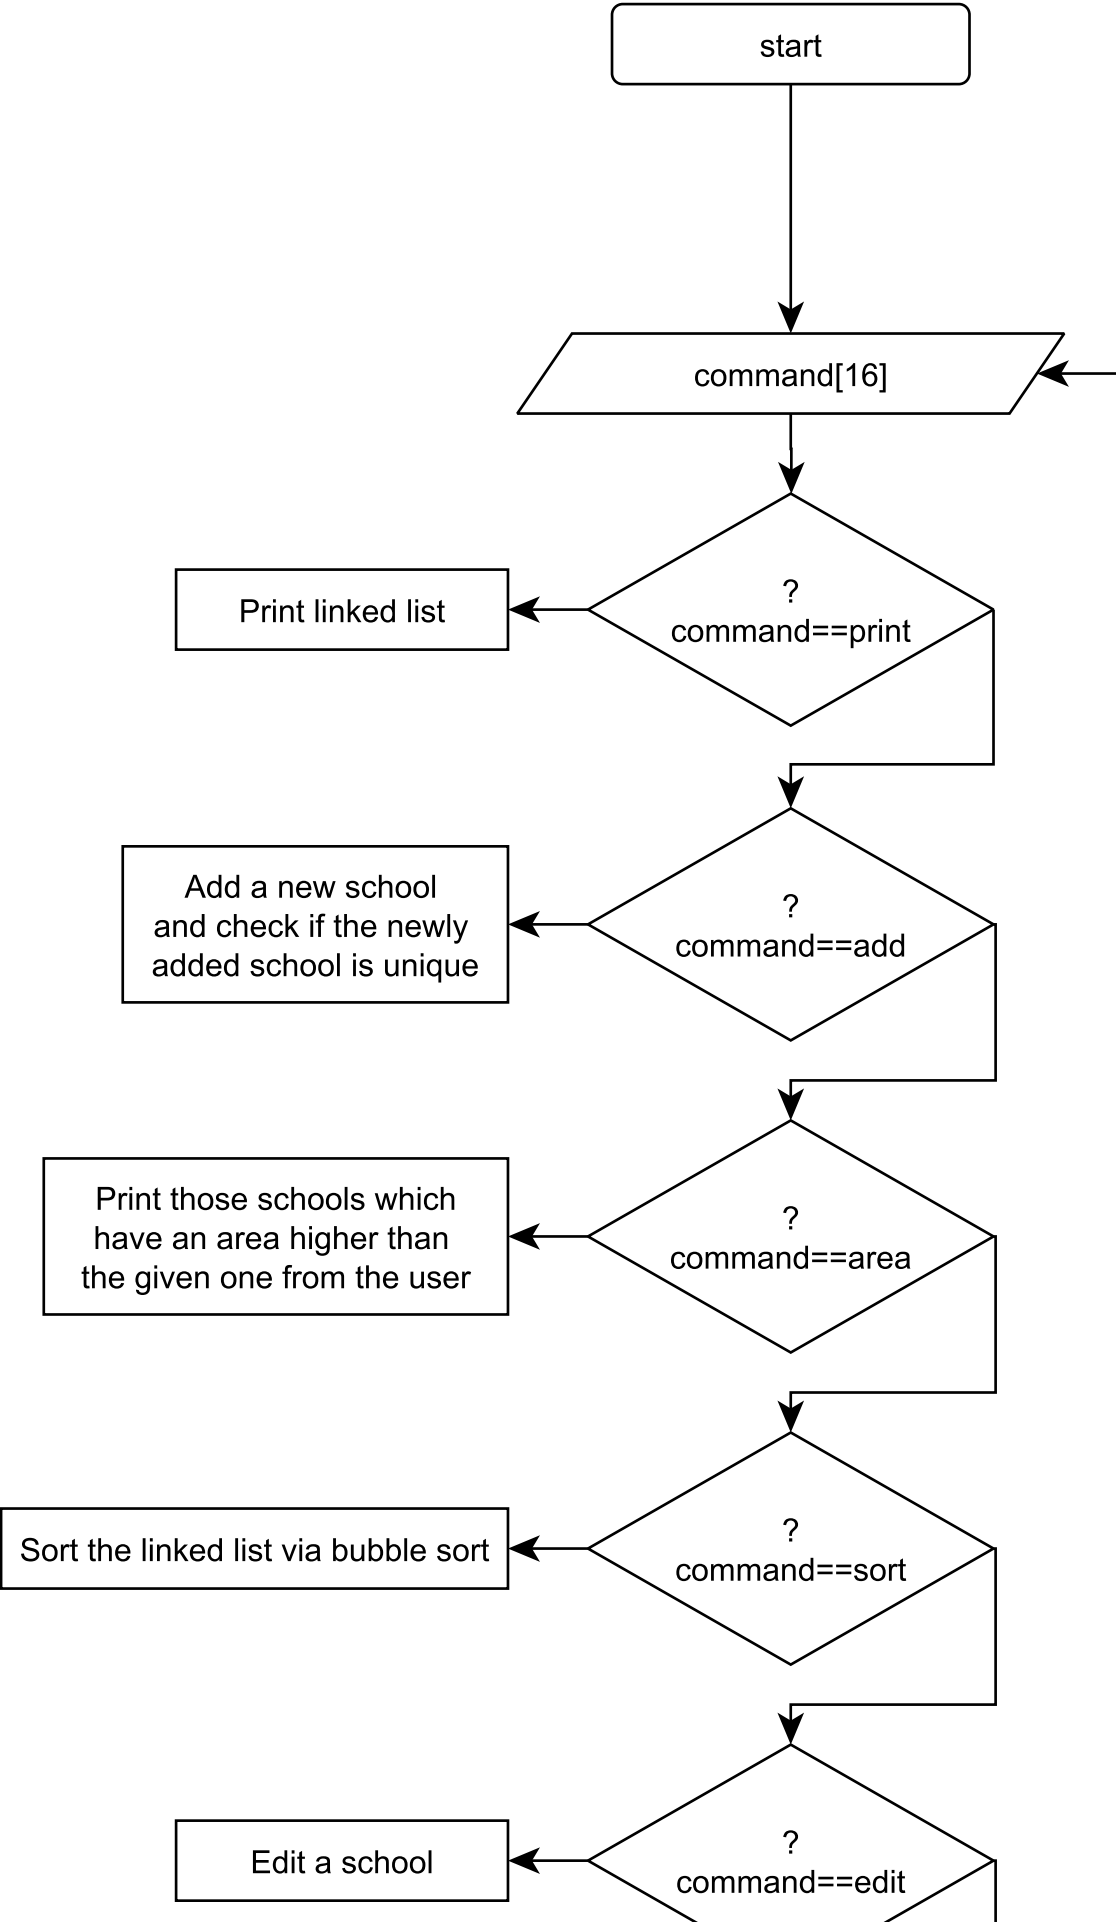 start
command[16]
?
command==print
Print linked list
?
command==add
Add a new school
and check if the newly
added school is unique
?
command==area
Print those schools which
have an area higher than
the given one from the user
?
command==sort
Sort the linked list via bubble sort
?
command==edit
Edit a school